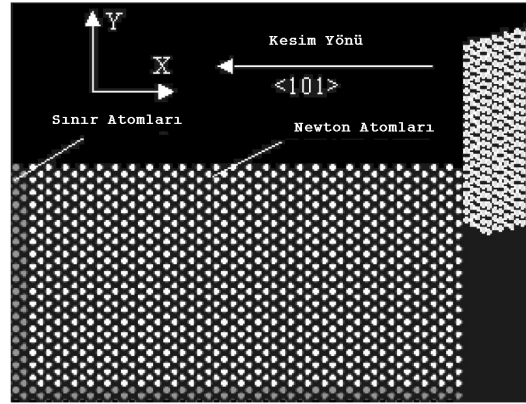 Y
Kesim Yönü
X
<101>
Sınır Atomları
Newton Atomları